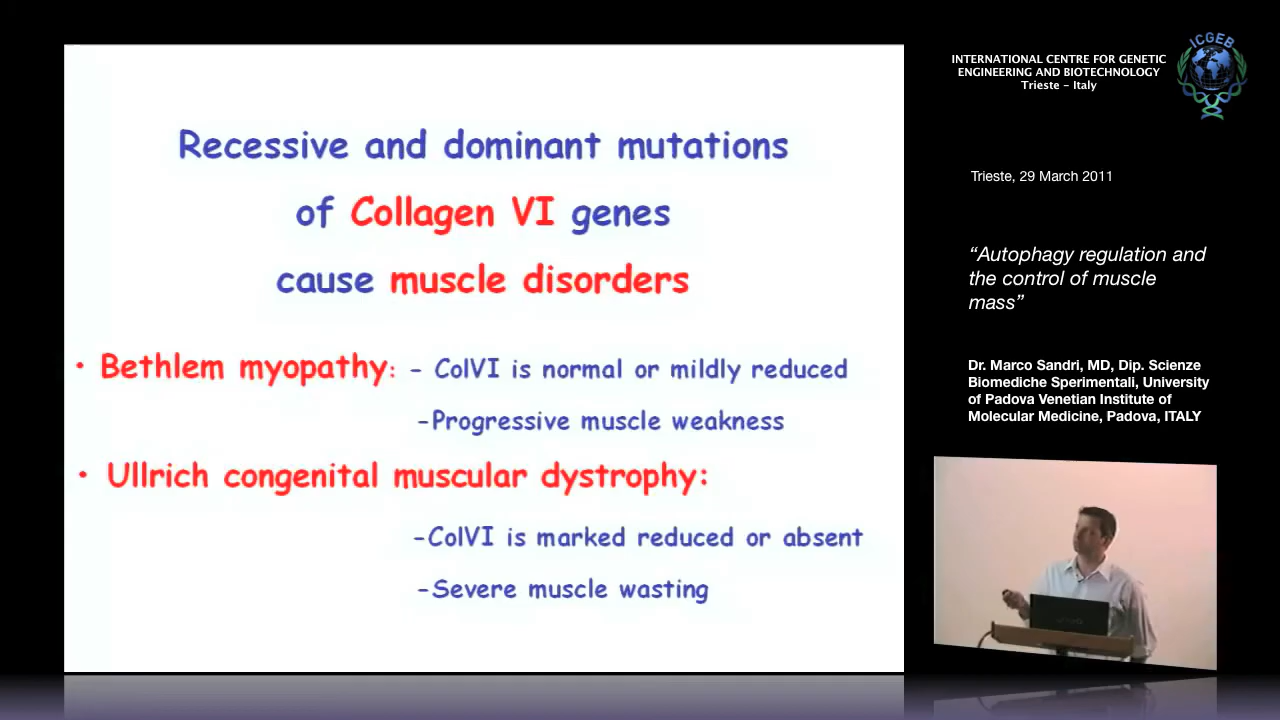 Recessive and dominant mutations
of Collagen VI genes
cause muscle disorders
• Bethlem myopathy: - ColVI is normal or mildly reduced
-Progressive muscle weakness
• Ullrich congenital muscular dystrophy:
-ColVI is marked reduced or absent
-Severe muscle wasting
INTERNATIONAL CENTRE FOR GENETIC
ENGINEERING AND BIOTECHNOLOGY
Trieste - Italy
ICGEB
Trieste, 29 March 2011
“Autophagy regulation and
the control of muscle
mass”
Dr. Marco Sandri, MD, Dip. Scienze
Biomediche Sperimentali, University
of Padova Venetian Institute of
Molecular Medicine, Padova, ITALY